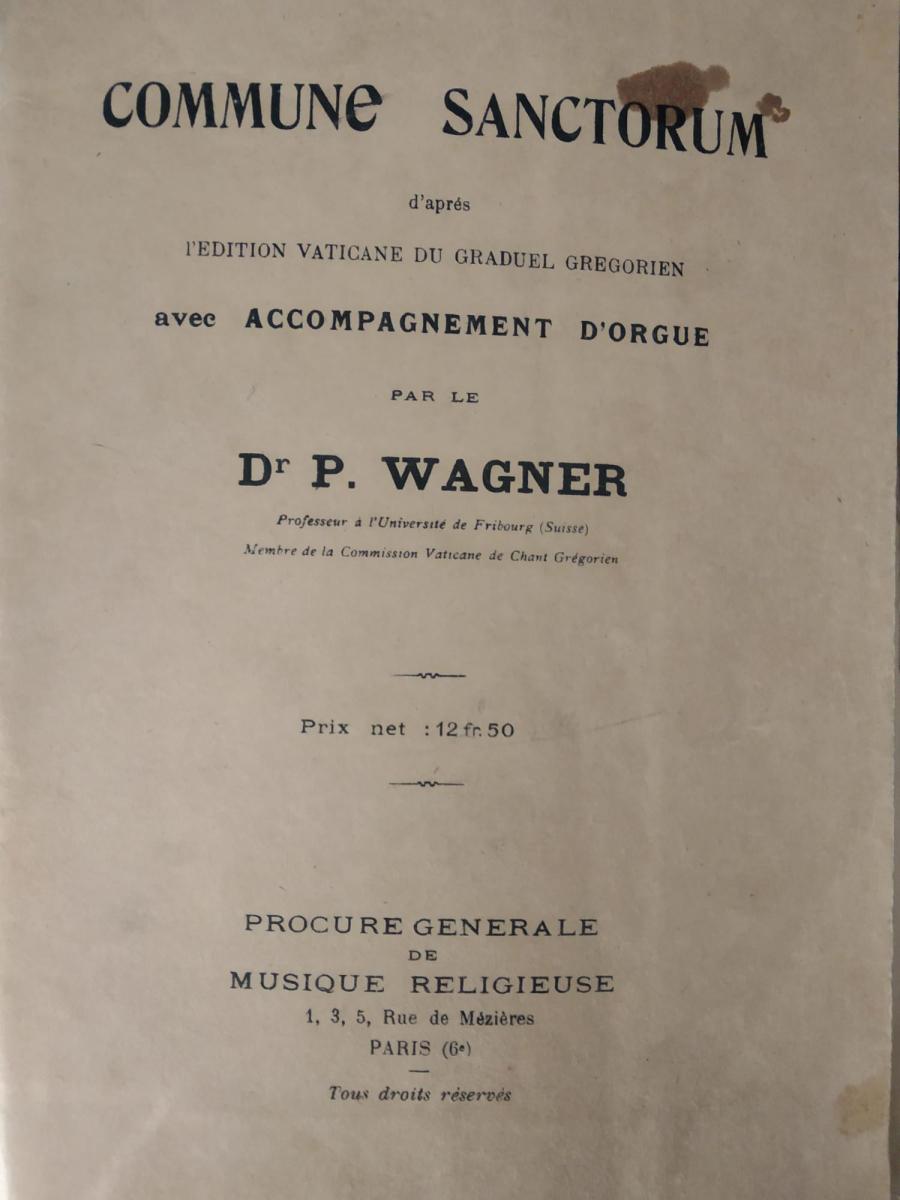 COMMUNe SANCTORUM
d'aprés
l'EDITION VATICANE DU GRADUEL GREGORIEN
avec ACCOMPAGNEMENT D'ORGUE
PAR LE
Dr P. WAGNER
Professeur à l'Université de Fribourg (Suisse)
Membre de la Commission Vaticane de Chant Grégorien
Prix net : 12 fr. 50
PROCURE GENERALE
DE
MUSIQUE RELIGIEUSE
1, 3, 5, Rue de Mézières
PARIS (6e)
Tous droits réservés